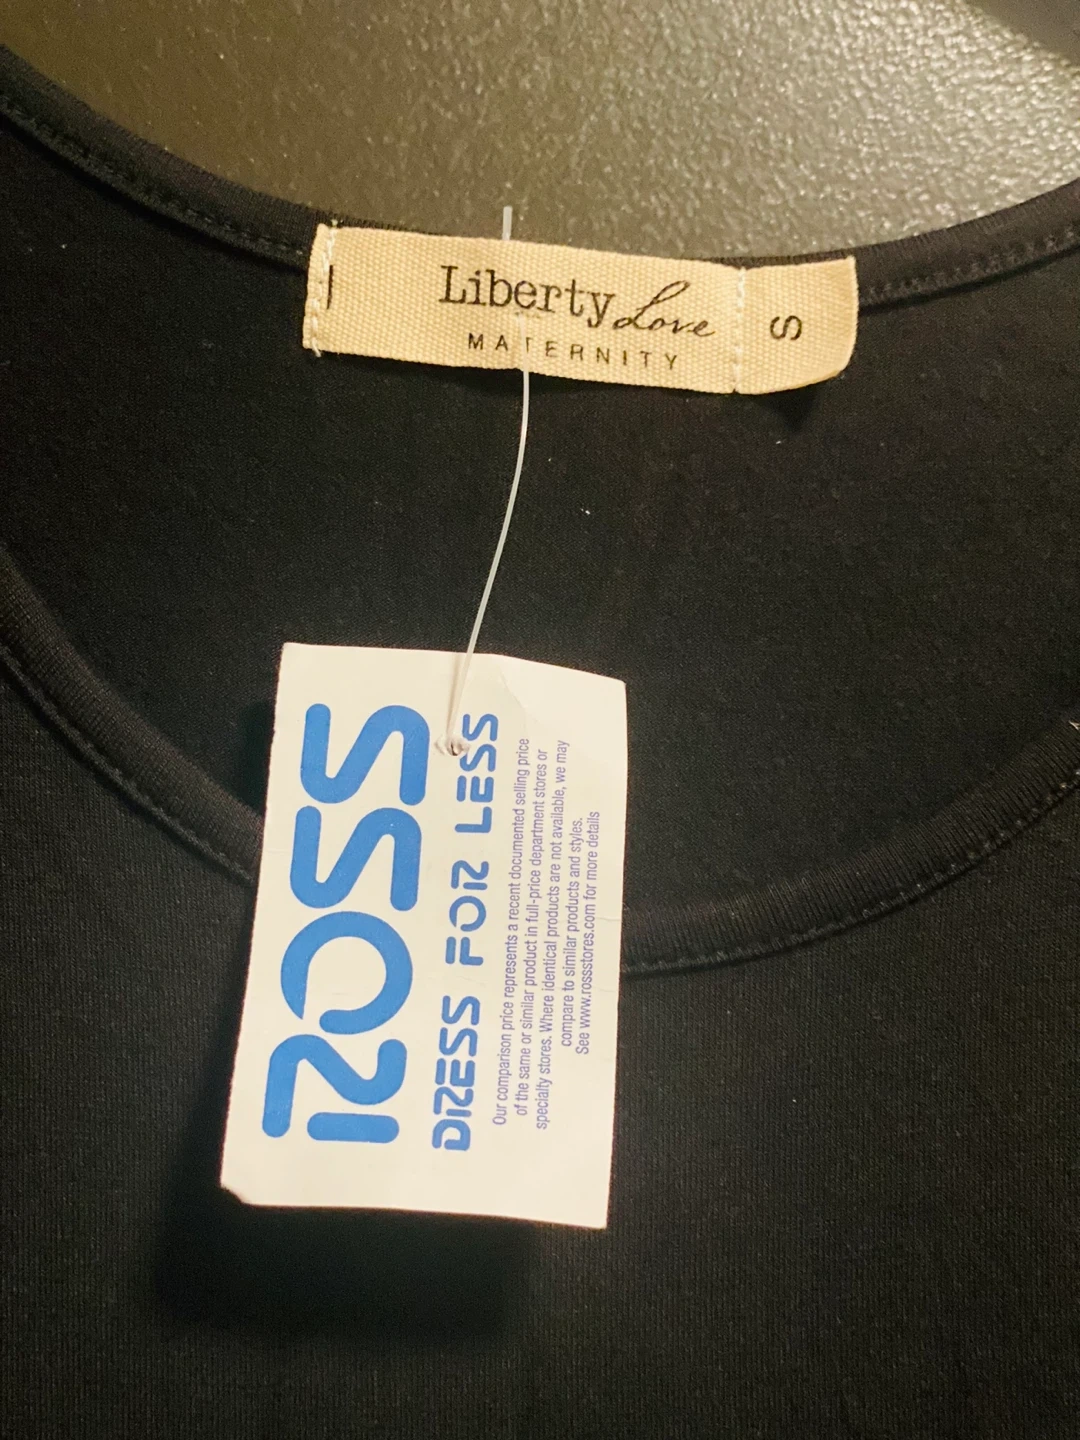 Liberty Love
MATERNITY
S
ROSS
DRESS FOR LESS
Our comparison price represents a recent documented selling price
of the same or similar product in full-price department stores or
specialty stores. Where identical products are not available, we may
compare to similar products and styles.
See www.rossstores.com for more details